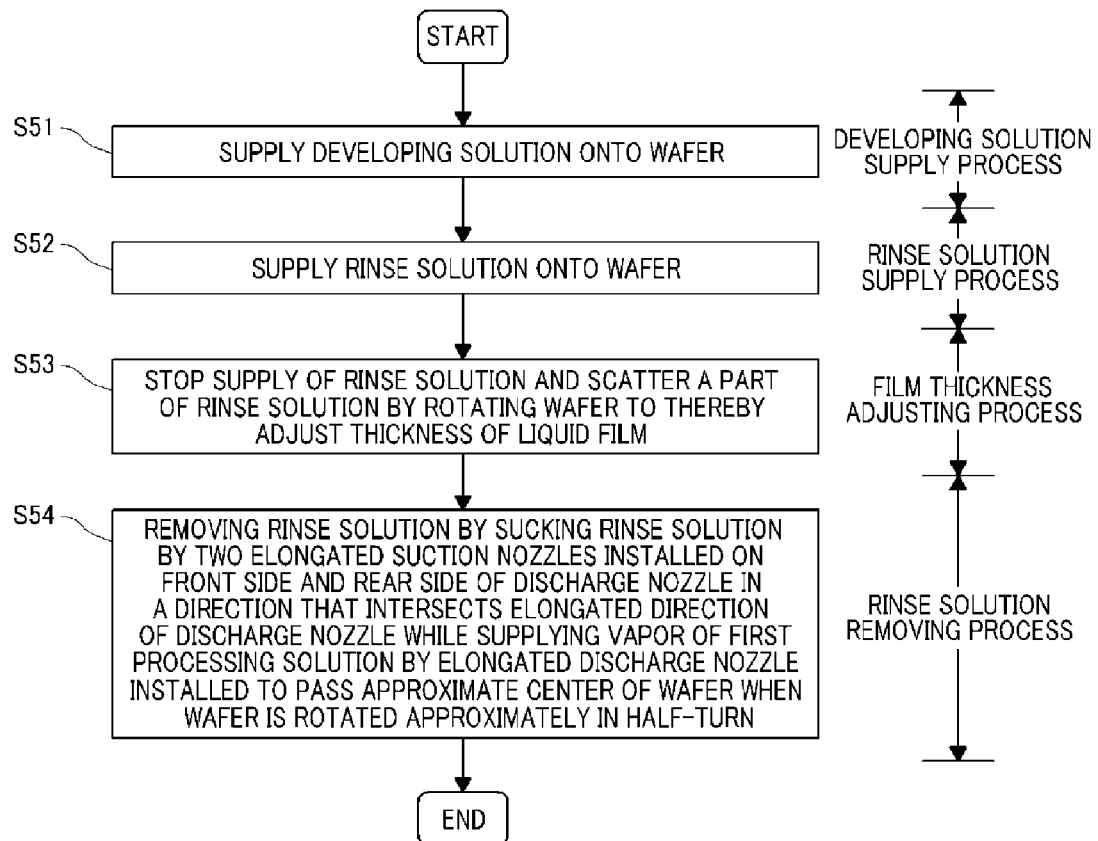 START
S51
SUPPLY DEVELOPING SOLUTION ONTO WAFER
DEVELOPING SOLUTION
SUPPLY PROCESS
S52
SUPPLY RINSE SOLUTION ONTO WAFER
RINSE SOLUTION
SUPPLY PROCESS
S53
STOP SUPPLY OF RINSE SOLUTION AND SCATTER A PART
OF RINSE SOLUTION BY ROTATING WAFER TO THEREBY
ADJUST THICKNESS OF LIQUID FILM
FILM THICKNESS
ADJUSTING PROCESS
S54
REMOVING RINSE SOLUTION BY SUCKING RINSE SOLUTION
BY TWO ELONGATED SUCTION NOZZLES INSTALLED ON
FRONT SIDE AND REAR SIDE OF DISCHARGE NOZZLE IN
A DIRECTION THAT INTERSECTS ELONGATED DIRECTION
OF DISCHARGE NOZZLE WHILE SUPPLYING VAPOR OF FIRST
PROCESSING SOLUTION BY ELONGATED DISCHARGE NOZZLE
INSTALLED TO PASS APPROXIMATE CENTER OF WAFER WHEN
WAFER IS ROTATED APPROXIMATELY IN HALF-TURN
RINSE SOLUTION
REMOVING PROCESS
END